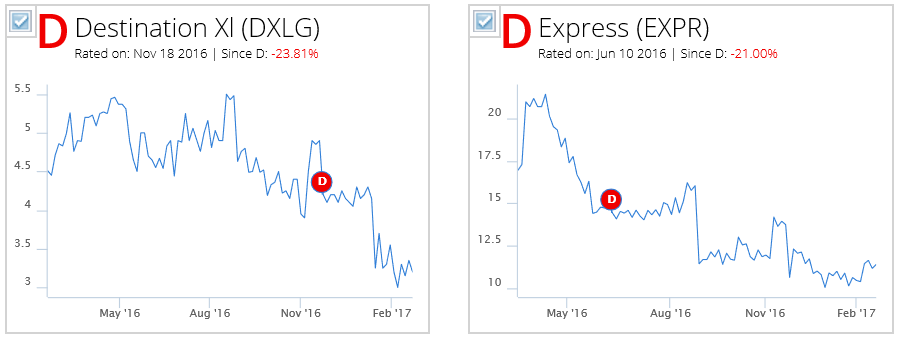 D Destination Xl (DXLG)
Rated on: Nov 18 2016 | Since D: -23.81%
5.5
5
4.5
D
4
3.5
3
May '16 Aug '16 Nov '16 Feb '17
D Express (EXPR)
Rated on: Jun 10 2016 | Since D: -21.00%
20
17.5
15
D
12.5
10
May '16 Aug '16 Nov '16 Feb '17